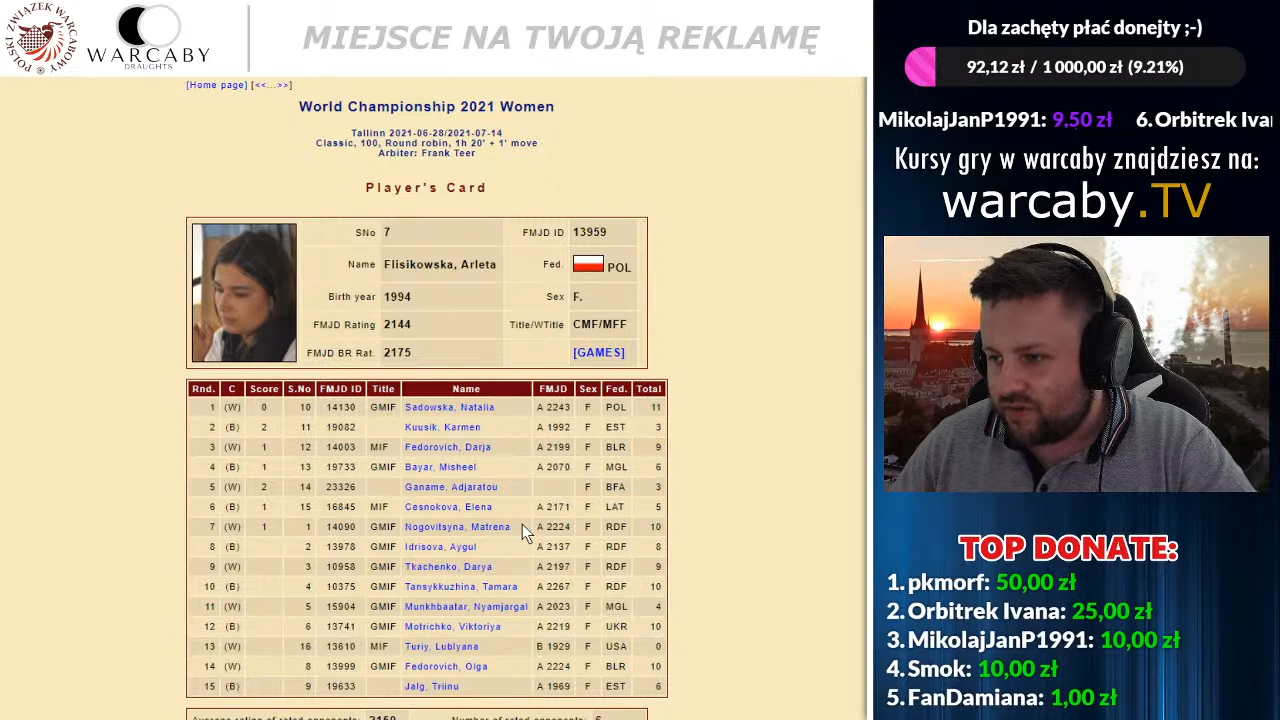 POLSKI ZWIĄZEK WARCABOWY
WARCABY
DRAUGHTS
MIEJSCE NA TWOJĄ REKLAMĘ
[Home page] [<<...>>]
World Championship 2021 Women
Tallinn 2021-06-28/2021-07-14
Classic, 100, Round robin, 1h 20' + 1' move
Arbiter: Frank Teer
Player's Card
SNo 7 FMJD ID 13959
Name Flisikowska, Arleta Fed. POL
Birth year 1994 Sex F.
FMJD Rating 2144 Title/WTitle CMF/MFF
FMJD BR Rat. 2175 [GAMES]
Rnd. C Score S.No FMJD ID Title Name FMJD Sex Fed. Total
1 (W) 0 10 14130 GMIF Sadowska, Natalia A 2243 F POL 11
2 (B) 2 11 19082 Kuusik, Karmen A 1992 F EST 3
3 (W) 1 12 14003 MIF Fedorovich, Darja A 2199 F BLR 9
4 (B) 1 13 19733 GMIF Bayar, Misheel A 2070 F MGL 6
5 (W) 2 14 23326 Ganame, Adjaratou F BFA 3
6 (B) 1 15 16845 MIF Cesnokova, Elena A 2171 F LAT 5
7 (W) 1 1 14090 GMIF Nogovitsyna, Matrena A 2224 F RDF 10
8 (B) 2 13978 GMIF Idrisova, Aygul A 2137 F RDF 8
9 (W) 3 10958 GMIF Tkachenko, Darya A 2197 F RDF 9
10 (B) 4 10375 GMIF Tansykkuzhina, Tamara A 2267 F RDF 10
11 (W) 5 15904 GMIF Munkhbaatar, Nyamjargal A 2023 F MGL 4
12 (B) 6 13741 GMIF Motrichko, Viktoriya A 2219 F UKR 10
13 (W) 16 13610 MIF Turiy, Lublyana B 1929 F USA 0
14 (W) 8 13999 GMIF Fedorovich, Olga A 2224 F BLR 10
15 (B) 9 19633 Jalg, Triinu A 1969 F EST 6
Average rating of rated opponents: 2159 Number of rated opponents: 6
Dla zachęty płać donejty ;-)
92,12 zł / 1 000,00 zł (9.21%)
MikolajJanP1991: 9,50 zł 6. Orbitrek Iva
Kursy gry w warcaby znajdziesz na:
warcaby.TV
TOP DONATE:
1. pkmorf: 50,00 zł
2. Orbitrek Ivana: 25,00 zł
3. MikolajJanP1991: 10,00 zł
4. Smok: 10,00 zł
5. FanDamiana: 1,00 zł